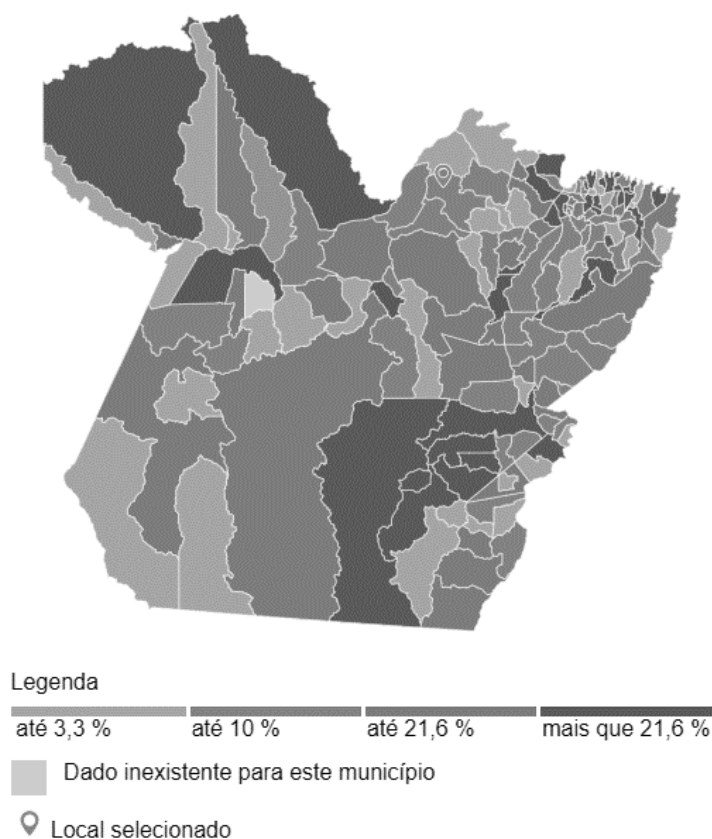 Legenda
até 3,3 % até 10 % até 21,6 % mais que 21,6 %
Dado inexistente para este município
Local selecionado